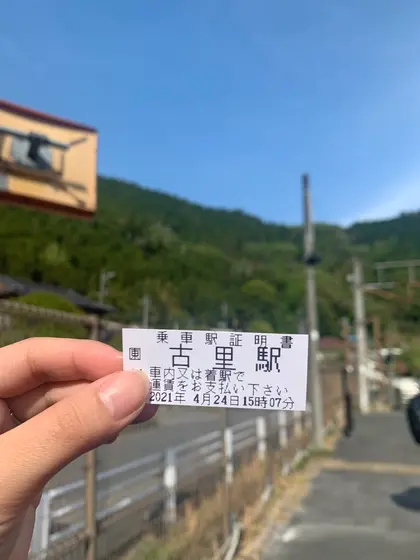 乗車駅証明書
古里駅
車内又は着駅で
運賃をお支払い下さい
2021年 4月24日15時07分